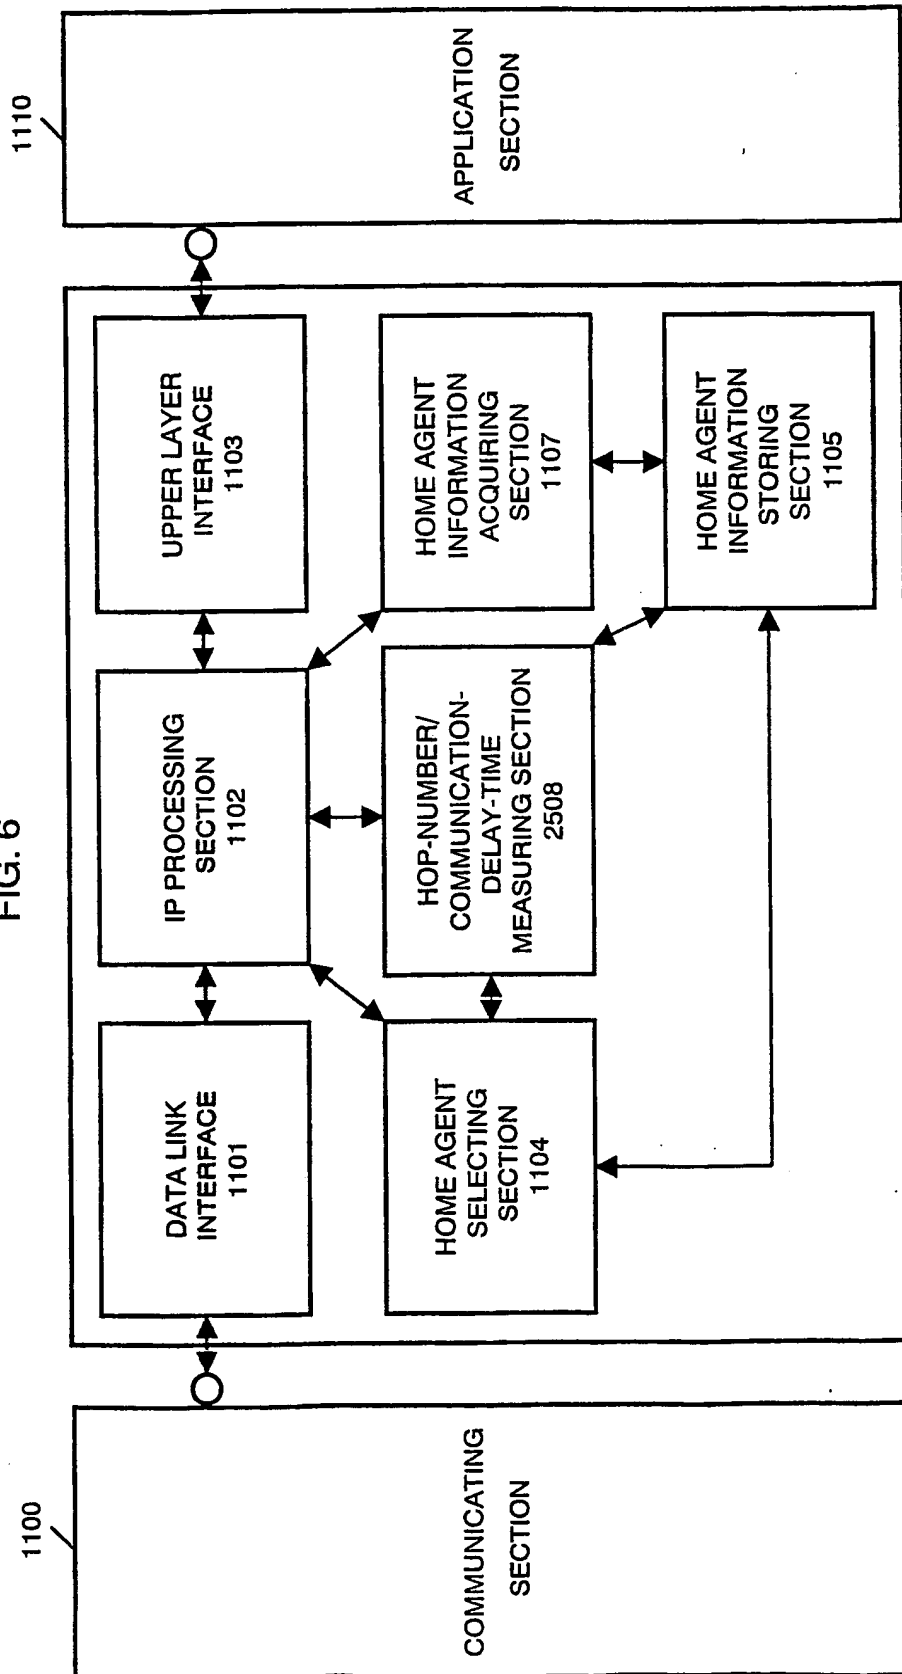 FIG. 6
1100
COMMUNICATING
SECTION
DATA LINK
INTERFACE
1101
IP PROCESSING
SECTION
1102
UPPER LAYER
INTERFACE
1103
HOME AGENT
SELECTING
SECTION
1104
HOP-NUMBER/
COMMUNICATION-
DELAY-TIME
MEASURING SECTION
2508
HOME AGENT
INFORMATION
ACQUIRING
SECTION
1107
HOME AGENT
INFORMATION
STORING
SECTION
1105
1110
APPLICATION
SECTION